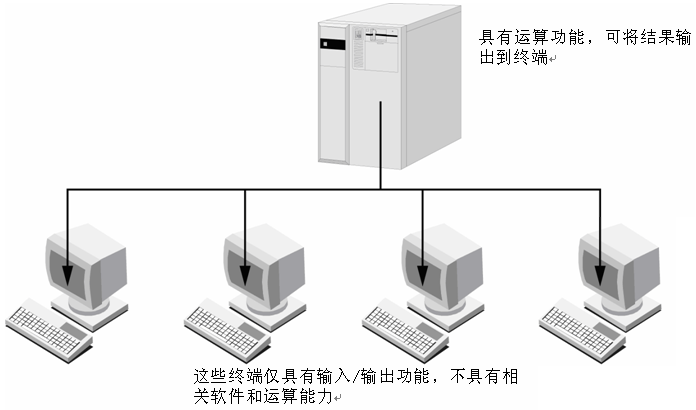 具有运算功能，可将结果输
出到终端↵
这些终端仅具有输入/输出功能，不具有相
关软件和运算能力↵